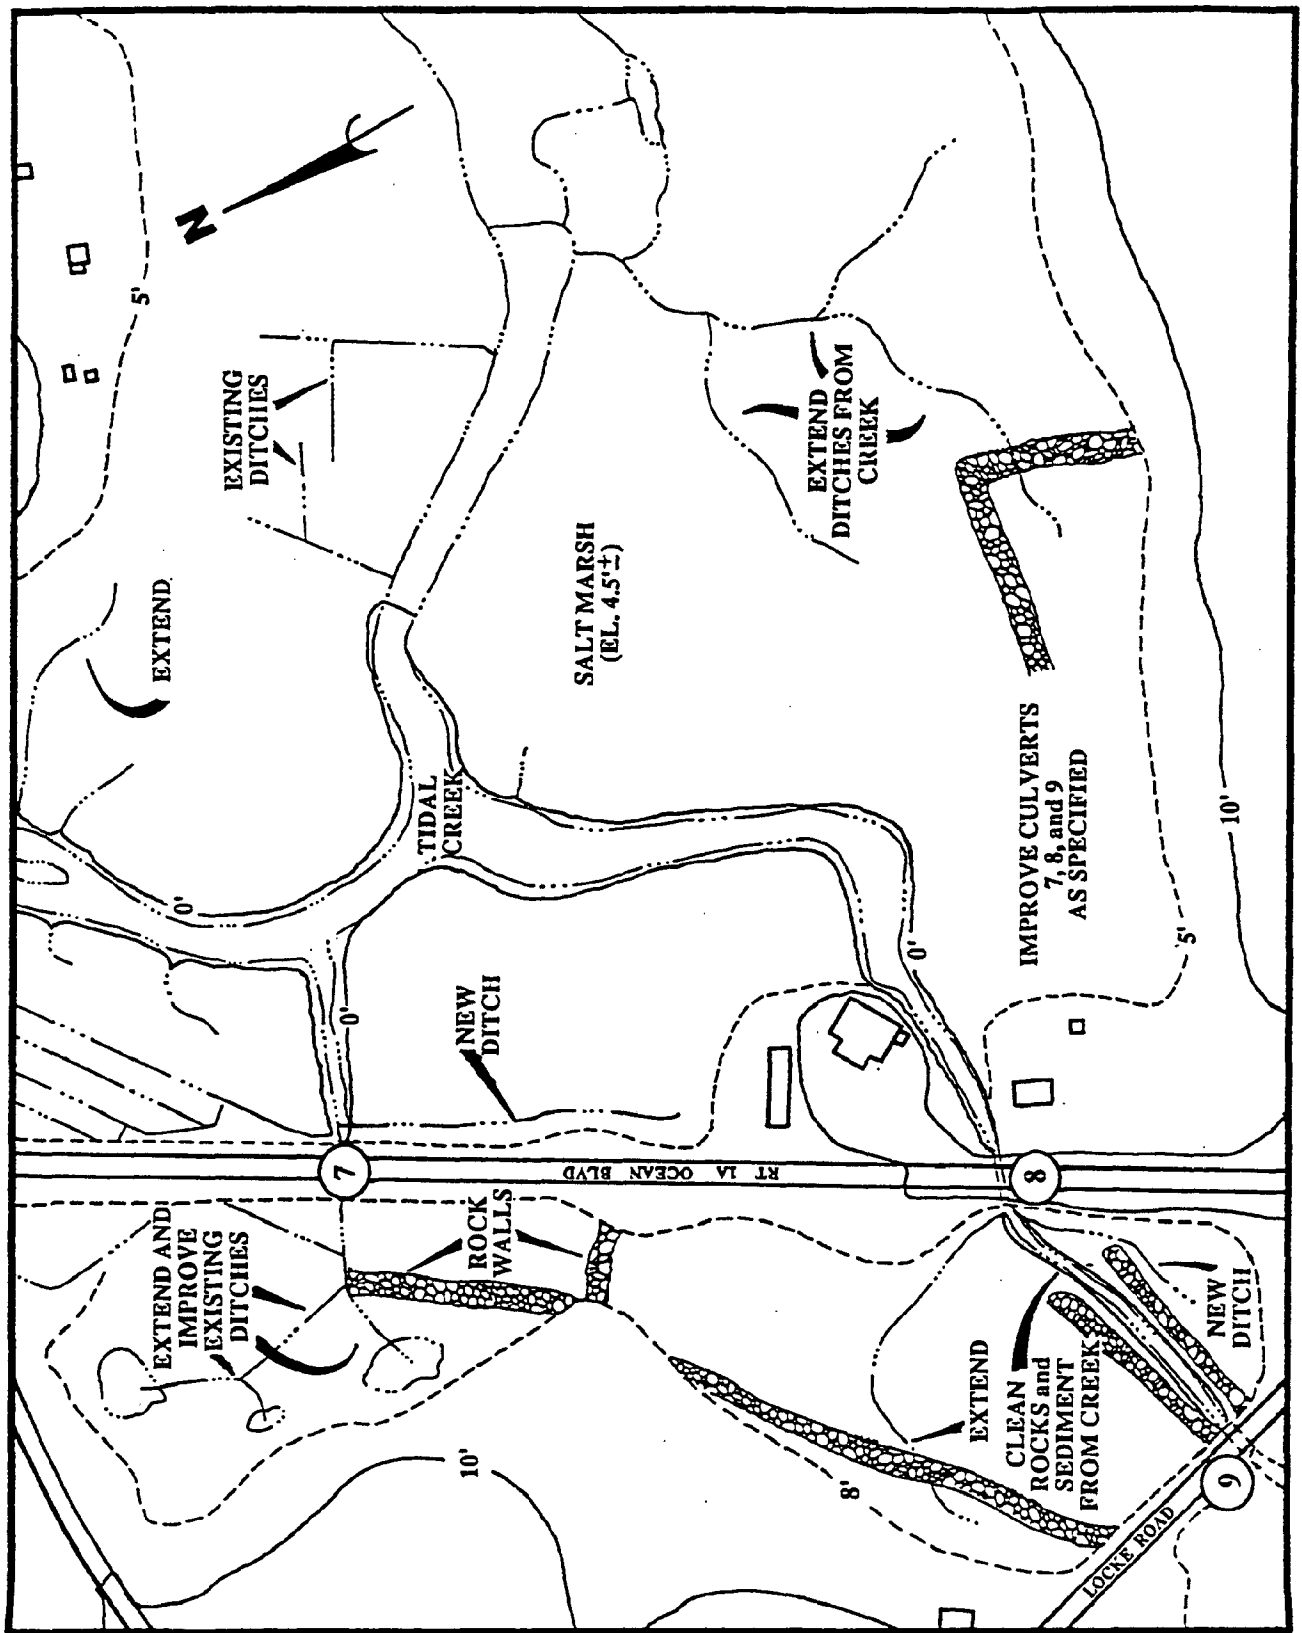 N
5'
EXISTING
DITCHES
EXTEND
DITCHES FROM
CREEK
SALT MARSH
(EL. 4.5'±)
EXTEND
TIDAL
CREEK
IMPROVE CULVERTS
7, 8, and 9
AS SPECIFIED
10'
0'
0'
0'
5'
NEW
DITCH
7
RT 1A OCEAN BLVD
8
EXTEND AND
IMPROVE
EXISTING
DITCHES
ROCK
WALLS
NEW
DITCH
EXTEND
CLEAN
ROCKS and
SEDIMENT
FROM CREEK
10'
8'
9
LOCKE ROAD